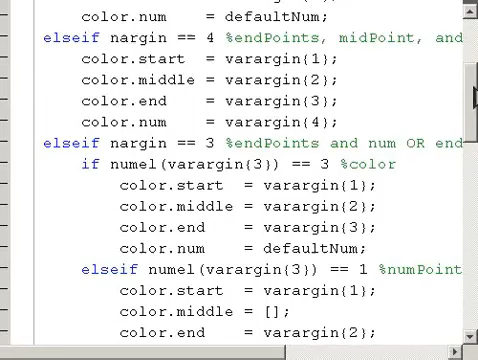 color.num    = defaultNum;
elseif nargin == 4 %endPoints, midPoint, and
color.start  = varargin{1};
color.middle = varargin{2};
color.end    = varargin{3};
color.num    = varargin{4};
elseif nargin == 3 %endPoints and num OR end
if numel(varargin{3}) == 3 %color
color.start  = varargin{1};
color.middle = varargin{2};
color.end    = varargin{3};
color.num    = defaultNum;
elseif numel(varargin{3}) == 1 %numPoint
color.start  = varargin{1};
color.middle = [];
color.end    = varargin{2};